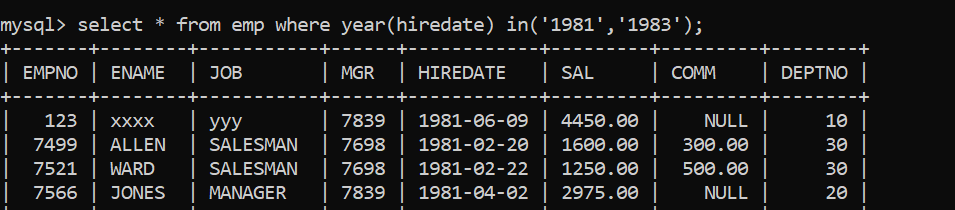 mysql> select * from emp where year(hiredate) in('1981','1983');
+-------+--------+-----------+------+------------+---------+--------+--------+
| EMPNO | ENAME  | JOB       | MGR  | HIREDATE   | SAL     | COMM   | DEPTNO |
+-------+--------+-----------+------+------------+---------+--------+--------+
|   123 | xxxx   | yyy       | 7839 | 1981-06-09 | 4450.00 |   NULL |     10 |
|  7499 | ALLEN  | SALESMAN  | 7698 | 1981-02-20 | 1600.00 | 300.00 |     30 |
|  7521 | WARD   | SALESMAN  | 7698 | 1981-02-22 | 1250.00 | 500.00 |     30 |
|  7566 | JONES  | MANAGER   | 7839 | 1981-04-02 | 2975.00 |   NULL |     20 |